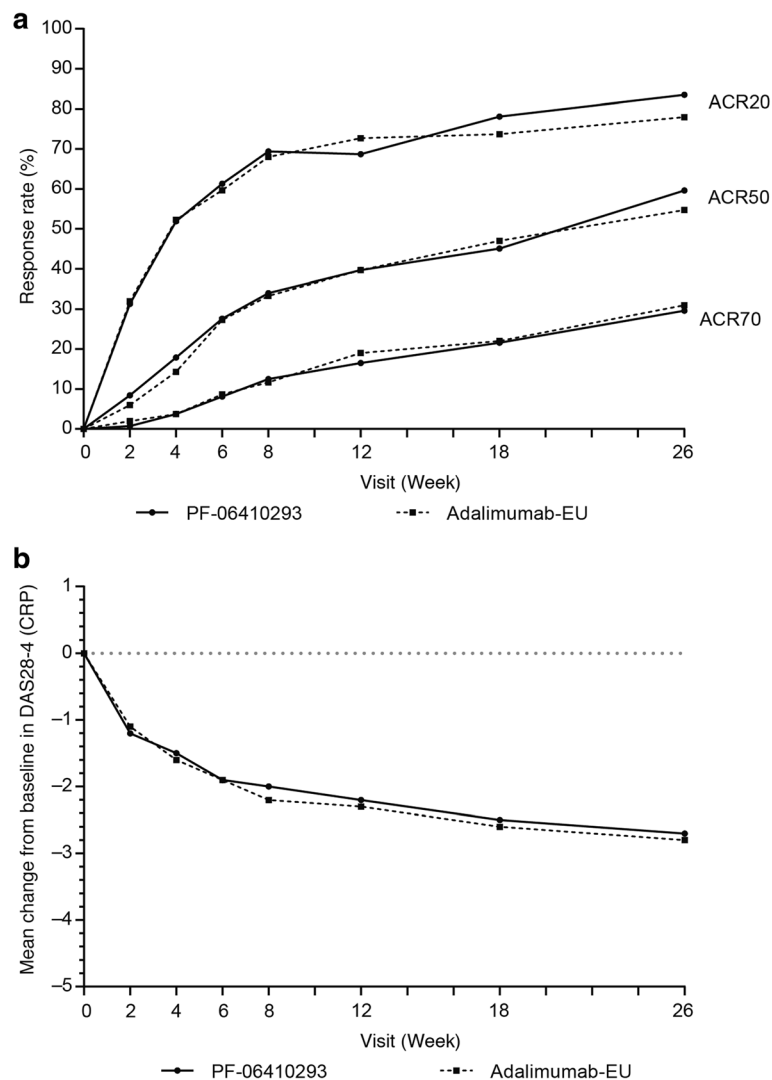 a
100
90
80
70
60
50
40
30
20
10
0
Response rate (%)
ACR20
ACR50
ACR70
0 2 4 6 8 12 18 26
Visit (Week)
PF-06410293 Adalimumab-EU
b
1
0
–1
–2
–3
–4
–5
Mean change from baseline in DAS28-4 (CRP)
0 2 4 6 8 12 18 26
Visit (Week)
PF-06410293 Adalimumab-EU